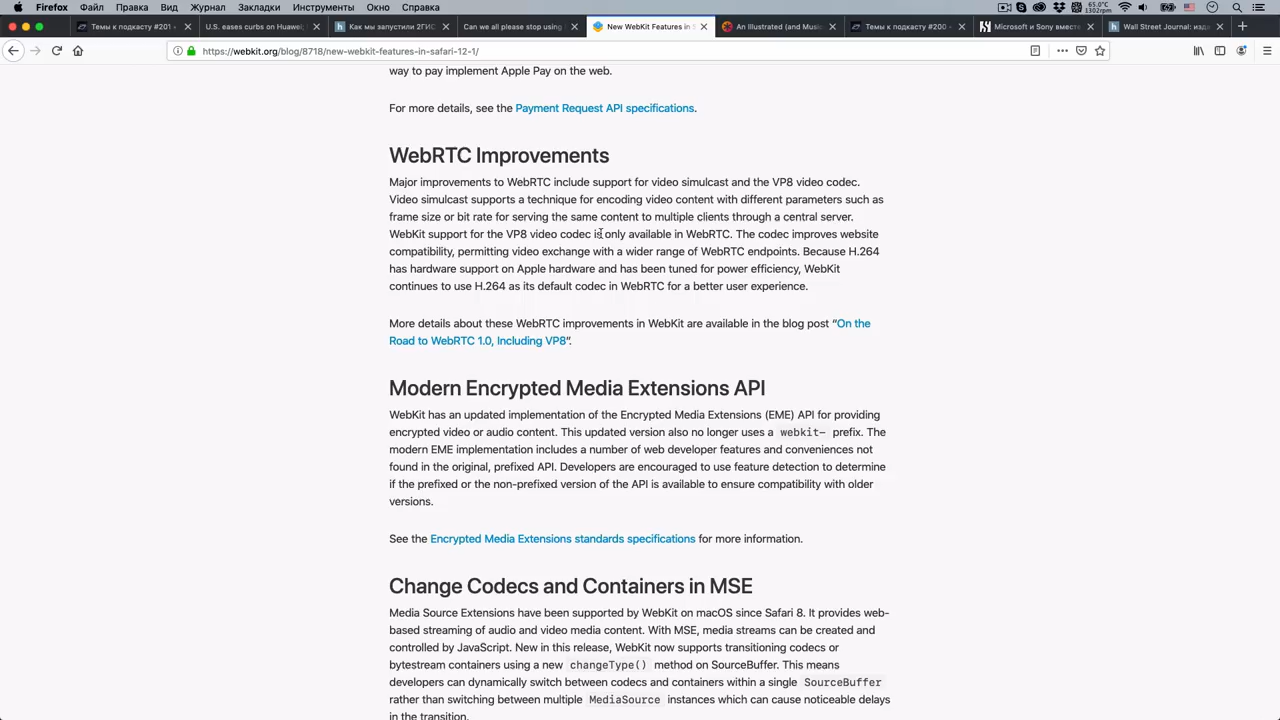 Firefox Файл Правка Вид Журнал Закладки Инструменты Окно Справка
65.0°C
Темы к подкасту #201
U.S. eases curbs on Huawei;
Как мы запустили 2ГИС
Can we all please stop using
New WebKit Features in S
An Illustrated (and Music
Темы к подкасту #200
Microsoft и Sony вместе
Wall Street Journal: изда
https://webkit.org/blog/8718/new-webkit-features-in-safari-12-1/
way to pay implement Apple Pay on the web.
For more details, see the Payment Request API specifications.
WebRTC Improvements
Major improvements to WebRTC include support for video simulcast and the VP8 video codec.
Video simulcast supports a technique for encoding video content with different parameters such as
frame size or bit rate for serving the same content to multiple clients through a central server.
WebKit support for the VP8 video codec is only available in WebRTC. The codec improves website
compatibility, permitting video exchange with a wider range of WebRTC endpoints. Because H.264
has hardware support on Apple hardware and has been tuned for power efficiency, WebKit
continues to use H.264 as its default codec in WebRTC for a better user experience.
More details about these WebRTC improvements in WebKit are available in the blog post “On the
Road to WebRTC 1.0, Including VP8”.
Modern Encrypted Media Extensions API
WebKit has an updated implementation of the Encrypted Media Extensions (EME) API for providing
encrypted video or audio content. This updated version also no longer uses a webkit- prefix. The
modern EME implementation includes a number of web developer features and conveniences not
found in the original, prefixed API. Developers are encouraged to use feature detection to determine
if the prefixed or the non-prefixed version of the API is available to ensure compatibility with older
versions.
See the Encrypted Media Extensions standards specifications for more information.
Change Codecs and Containers in MSE
Media Source Extensions have been supported by WebKit on macOS since Safari 8. It provides web-
based streaming of audio and video media content. With MSE, media streams can be created and
controlled by JavaScript. New in this release, WebKit now supports transitioning codecs or
bytestream containers using a new changeType() method on SourceBuffer. This means
developers can dynamically switch between codecs and containers within a single SourceBuffer
rather than switching between multiple MediaSource instances which can cause noticeable delays
in the transition.